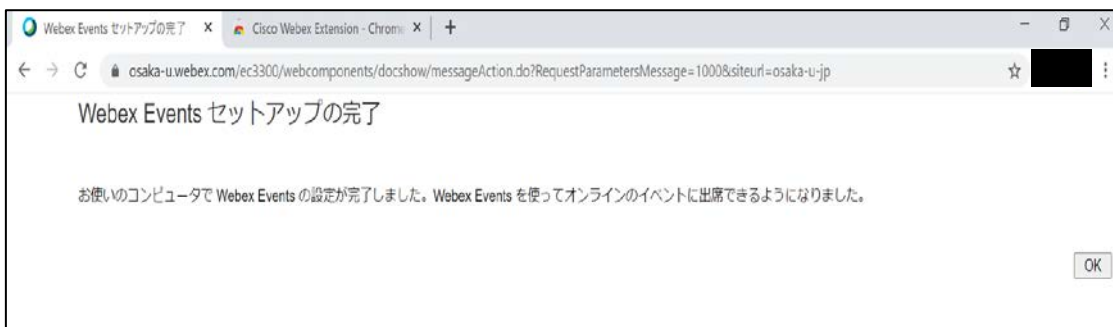 Webex Events セットアップの完了
Cisco Webex Extension - Chrome
osaka-u.webex.com/ec3300/webcomponents/docshow/messageAction.do?RequestParametersMessage=1000&siteurl=osaka-u-jp
Webex Events セットアップの完了
お使いのコンピュータで Webex Events の設定が完了しました。Webex Events を使ってオンラインのイベントに出席できるようになりました。
OK